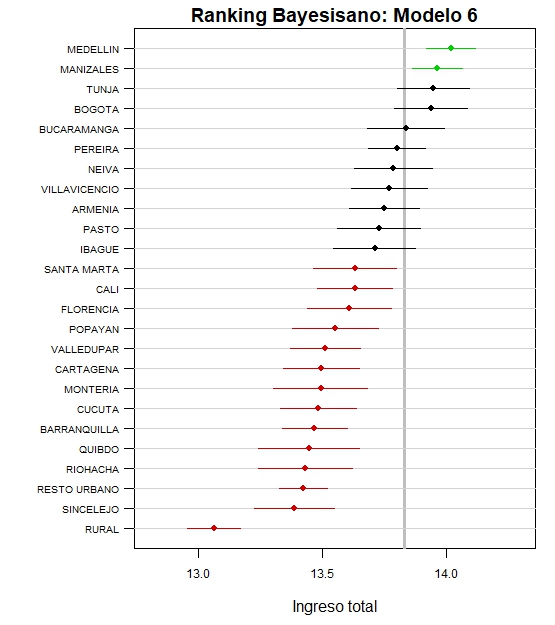 Ranking Bayesisano: Modelo 6
MEDELLIN
MANIZALES
TUNJA
BOGOTA
BUCARAMANGA
PEREIRA
NEIVA
VILLAVICENCIO
ARMENIA
PASTO
IBAGUE
SANTA MARTA
CALI
FLORENCIA
POPAYAN
VALLEDUPAR
CARTAGENA
MONTERIA
CUCUTA
BARRANQUILLA
QUIBDO
RIOHACHA
RESTO URBANO
SINCELEJO
RURAL
13.0 13.5 14.0
Ingreso total